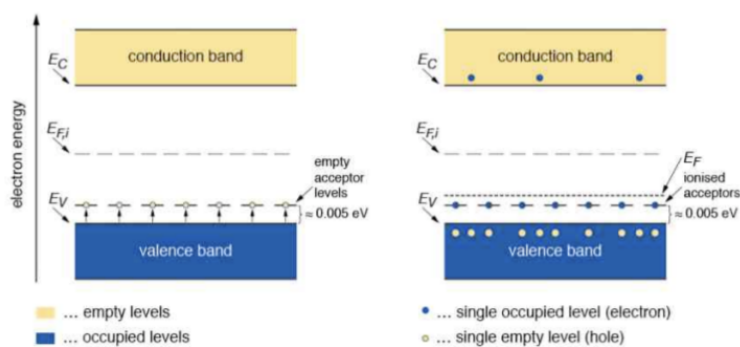 electron energy
E_C
conduction band
E_F,i
empty
acceptor
levels
E_V
≈ 0.005 eV
valence band
... empty levels
... occupied levels
E_C
conduction band
E_F,i
E_F
ionised
acceptors
E_V
≈ 0.005 eV
valence band
... single occupied level (electron)
... single empty level (hole)